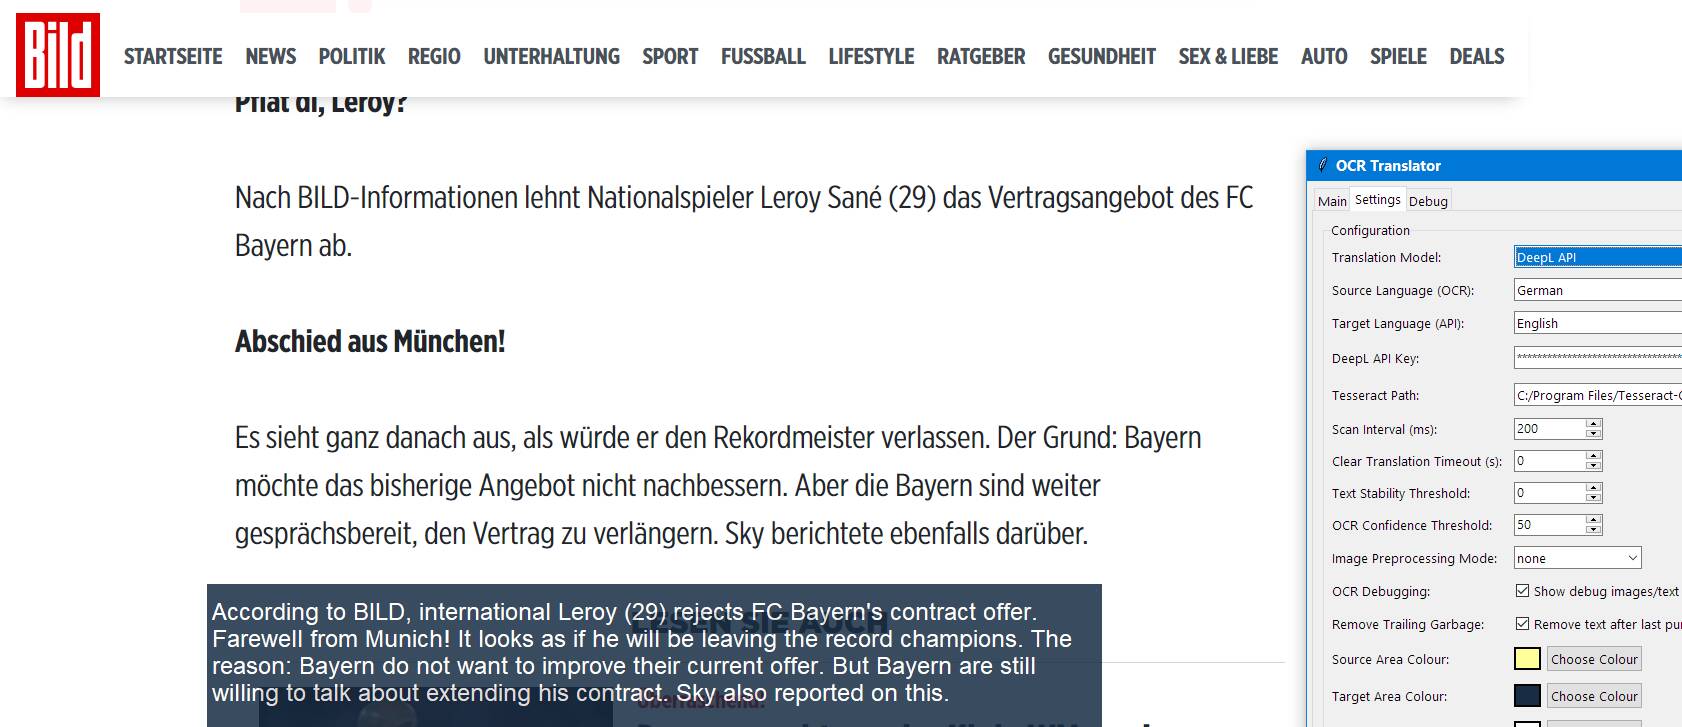 Bild
STARTSEITE NEWS POLITIK REGIO UNTERHALTUNG SPORT FUSSBALL LIFESTYLE RATGEBER GESUNDHEIT SEX & LIEBE AUTO SPIELE DEALS
Pfiat di, Leroy?
Nach BILD-Informationen lehnt Nationalspieler Leroy Sané (29) das Vertragsangebot des FC
Bayern ab.
Abschied aus München!
Es sieht ganz danach aus, als würde er den Rekordmeister verlassen. Der Grund: Bayern
möchte das bisherige Angebot nicht nachbessern. Aber die Bayern sind weiter
gesprächsbereit, den Vertrag zu verlängern. Sky berichtete ebenfalls darüber.
According to BILD, international Leroy (29) rejects FC Bayern's contract offer.
Farewell from Munich! It looks as if he will be leaving the record champions. The
reason: Bayern do not want to improve their current offer. But Bayern are still
willing to talk about extending his contract. Sky also reported on this.
LESEN SIE AUCH
Überraschend!
OCR Translator
Main Settings Debug
Configuration
Translation Model: DeepL API
Source Language (OCR): German
Target Language (API): English
DeepL API Key: **********************************
Tesseract Path: C:/Program Files/Tesseract-
Scan Interval (ms): 200
Clear Translation Timeout (s): 0
Text Stability Threshold: 0
OCR Confidence Threshold: 50
Image Preprocessing Mode: none
OCR Debugging: Show debug images/text
Remove Trailing Garbage: Remove text after last pu
Source Area Colour: Choose Colour
Target Area Colour: Choose Colour